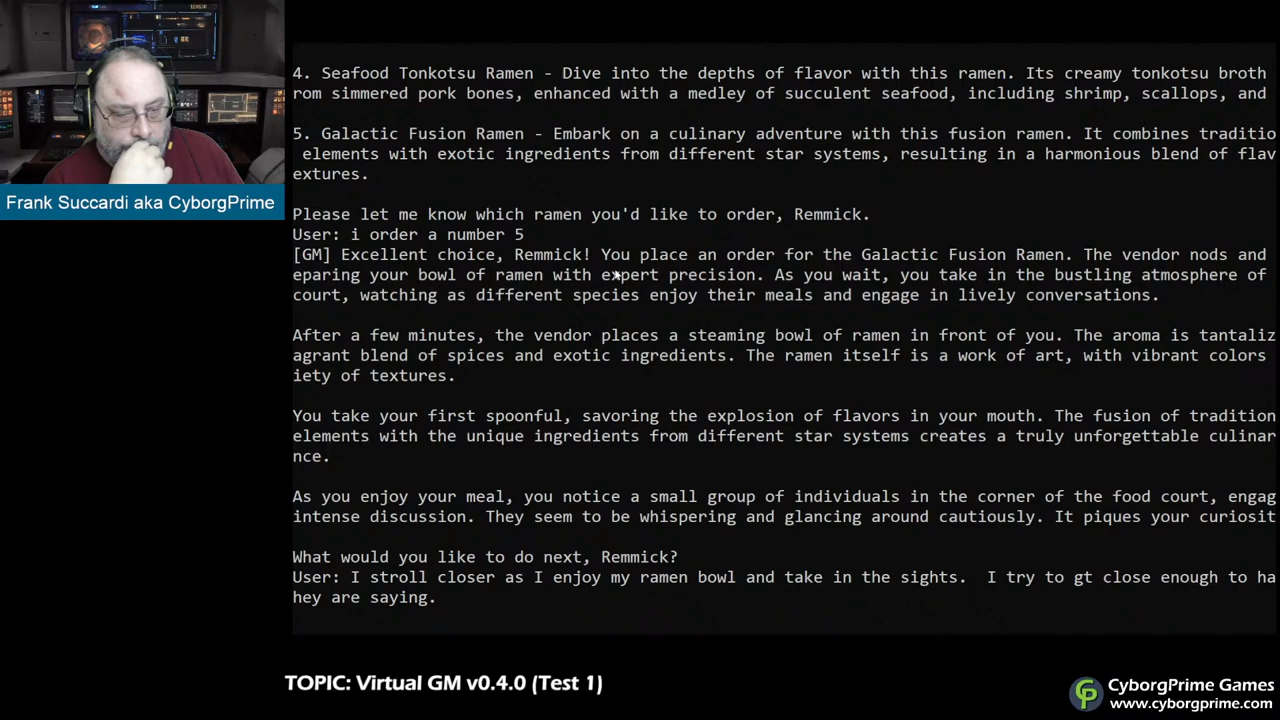 4. Seafood Tonkotsu Ramen - Dive into the depths of flavor with this ramen. Its creamy tonkotsu broth
rom simmered pork bones, enhanced with a medley of succulent seafood, including shrimp, scallops, and
5. Galactic Fusion Ramen - Embark on a culinary adventure with this fusion ramen. It combines traditio
elements with exotic ingredients from different star systems, resulting in a harmonious blend of flav
extures.
Please let me know which ramen you'd like to order, Remmick.
User: i order a number 5
[GM] Excellent choice, Remmick! You place an order for the Galactic Fusion Ramen. The vendor nods and
eparing your bowl of ramen with expert precision. As you wait, you take in the bustling atmosphere of
court, watching as different species enjoy their meals and engage in lively conversations.
After a few minutes, the vendor places a steaming bowl of ramen in front of you. The aroma is tantaliz
agrant blend of spices and exotic ingredients. The ramen itself is a work of art, with vibrant colors
iety of textures.
You take your first spoonful, savoring the explosion of flavors in your mouth. The fusion of tradition
elements with the unique ingredients from different star systems creates a truly unforgettable culinar
nce.
As you enjoy your meal, you notice a small group of individuals in the corner of the food court, engag
intense discussion. They seem to be whispering and glancing around cautiously. It piques your curiosit
What would you like to do next, Remmick?
User: I stroll closer as I enjoy my ramen bowl and take in the sights.  I try to gt close enough to ha
hey are saying.
Frank Succardi aka CyborgPrime
TOPIC: Virtual GM v0.4.0 (Test 1)
CyborgPrime Games
www.cyborgprime.com